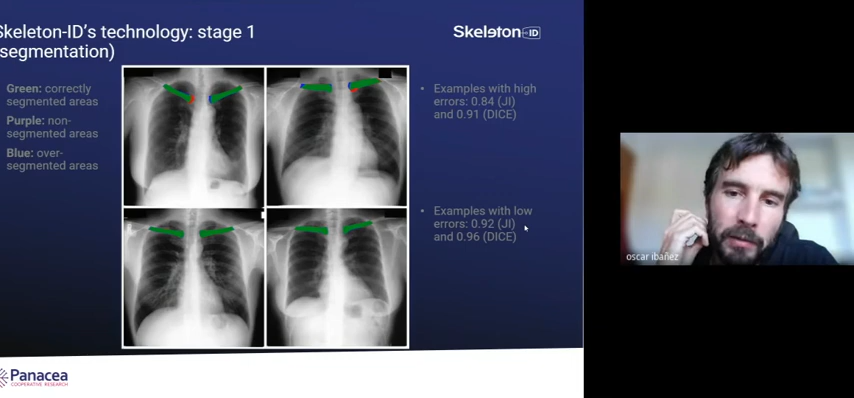 Skeleton-ID's technology: stage 1
segmentation)
Skeleton-ID
Green: correctly
segmented areas
Purple: non-
segmented areas
Blue: over-
segmented areas
• Examples with high
errors: 0.84 (JI)
and 0.91 (DICE)
• Examples with low
errors: 0.92 (JI)
and 0.96 (DICE)
oscar ibáñez
Panacea
COOPERATIVE RESEARCH